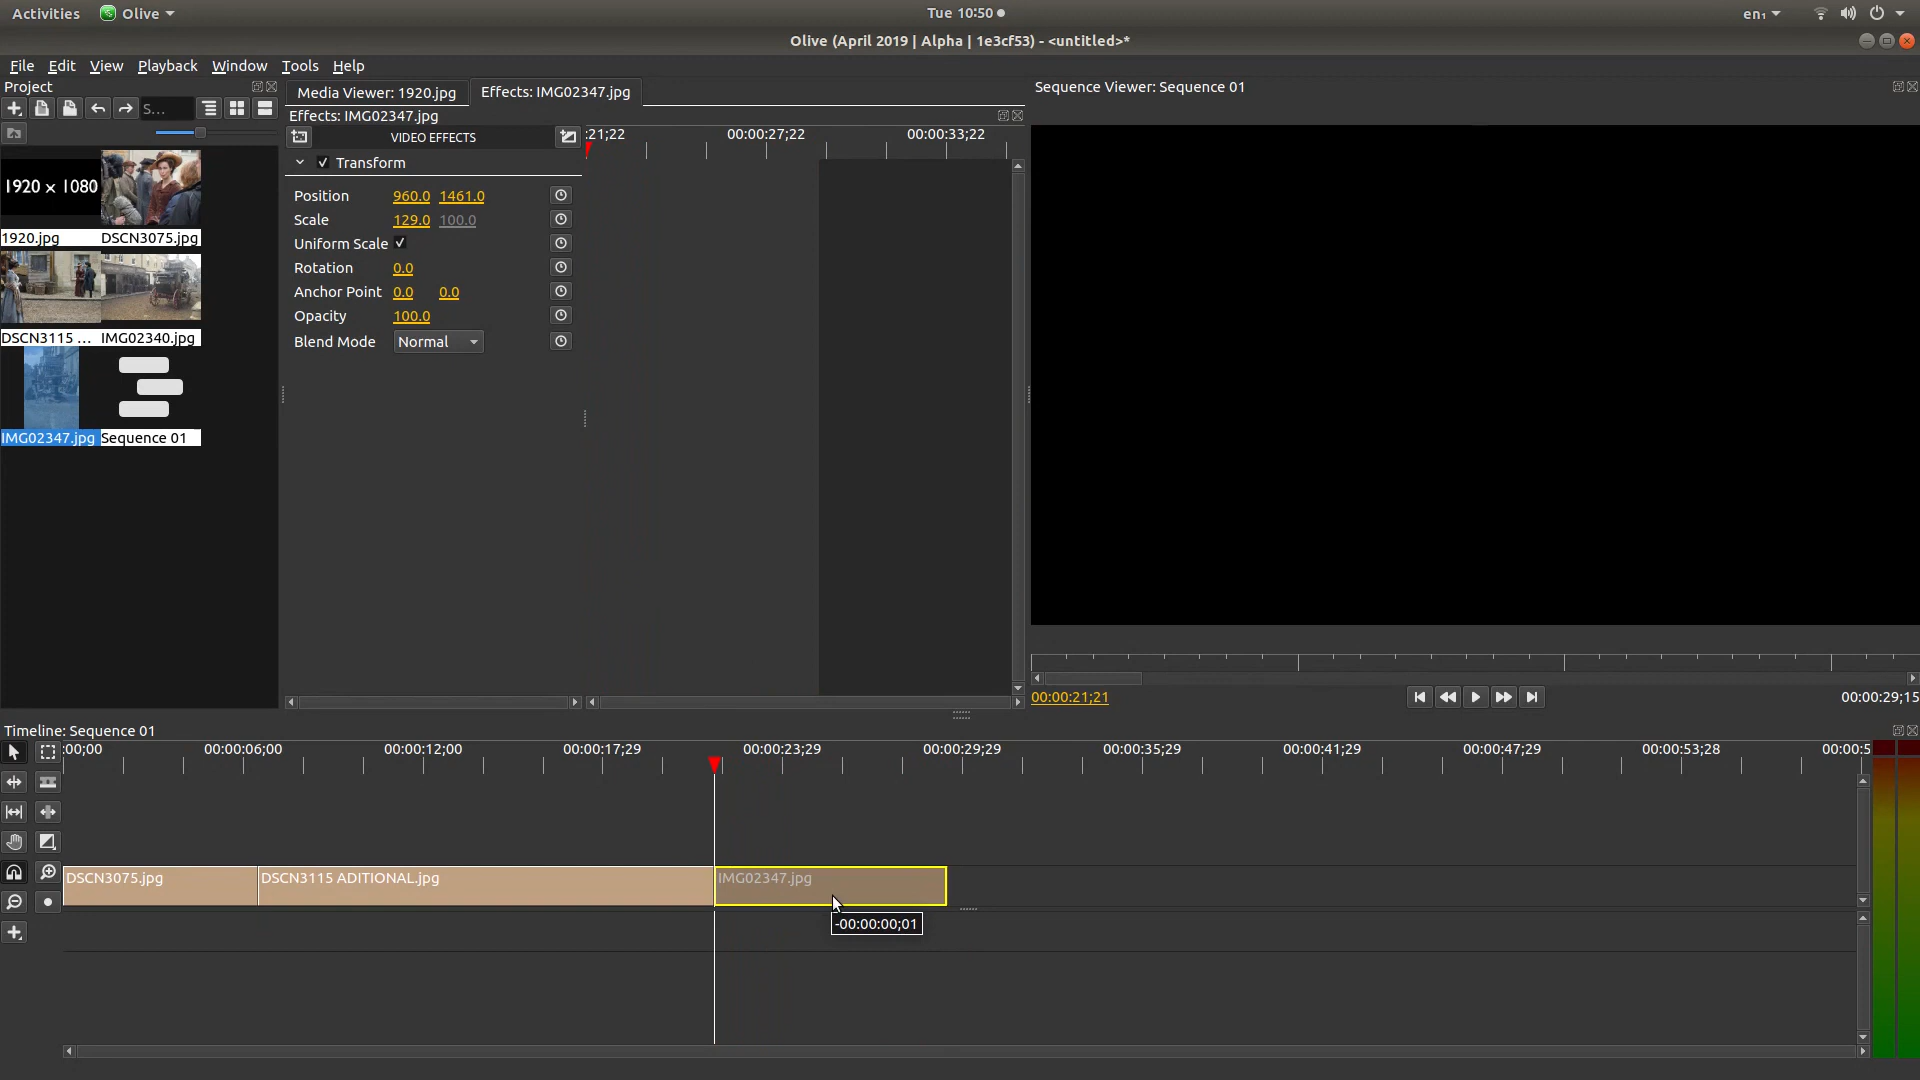 Activities Olive Tue 10:50 en₁
Olive (April 2019 | Alpha | 1e3cf53) - <untitled>*
File Edit View Playback Window Tools Help
Project
S...
1920 × 1080
1920.jpg DSCN3075.jpg
DSCN3115 ... IMG02340.jpg
IMG02347.jpg Sequence 01
Media Viewer: 1920.jpg Effects: IMG02347.jpg
Effects: IMG02347.jpg
VIDEO EFFECTS
:21;22 00:00:27;22 00:00:33;22
Transform
Position 960.0 1461.0
Scale 129.0 100.0
Uniform Scale
Rotation 0.0
Anchor Point 0.0 0.0
Opacity 100.0
Blend Mode Normal
Sequence Viewer: Sequence 01
00:00:21;21 00:00:29;15
Timeline: Sequence 01
:00;00 00:00:06;00 00:00:12;00 00:00:17;29 00:00:23;29 00:00:29;29 00:00:35;29 00:00:41;29 00:00:47;29 00:00:53;28 00:00:5
DSCN3075.jpg DSCN3115 ADITIONAL.jpg IMG02347.jpg
-00:00:00;01